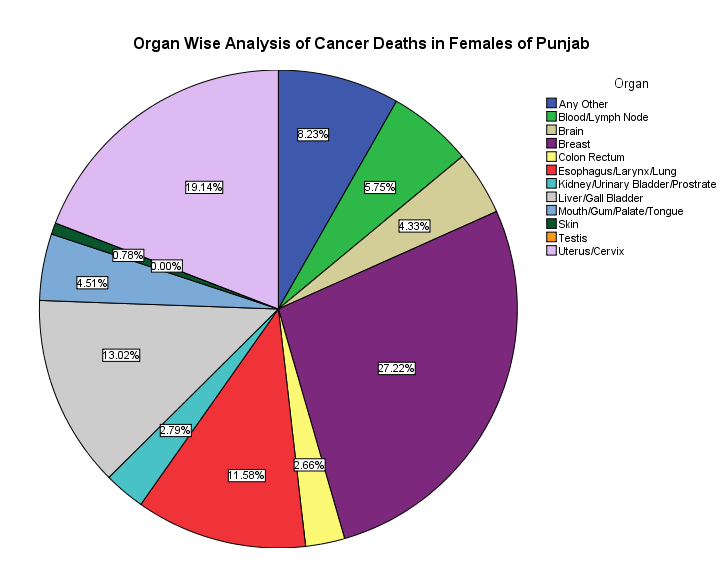 Organ Wise Analysis of Cancer Deaths in Females of Punjab
Organ
Any Other
Blood/Lymph Node
Brain
Breast
Colon Rectum
Esophagus/Larynx/Lung
Kidney/Urinary Bladder/Prostrate
Liver/Gall Bladder
Mouth/Gum/Palate/Tongue
Skin
Testis
Uterus/Cervix
8.23%
5.75%
4.33%
27.22%
2.66%
11.58%
2.79%
13.02%
4.51%
0.78%
0.00%
19.14%